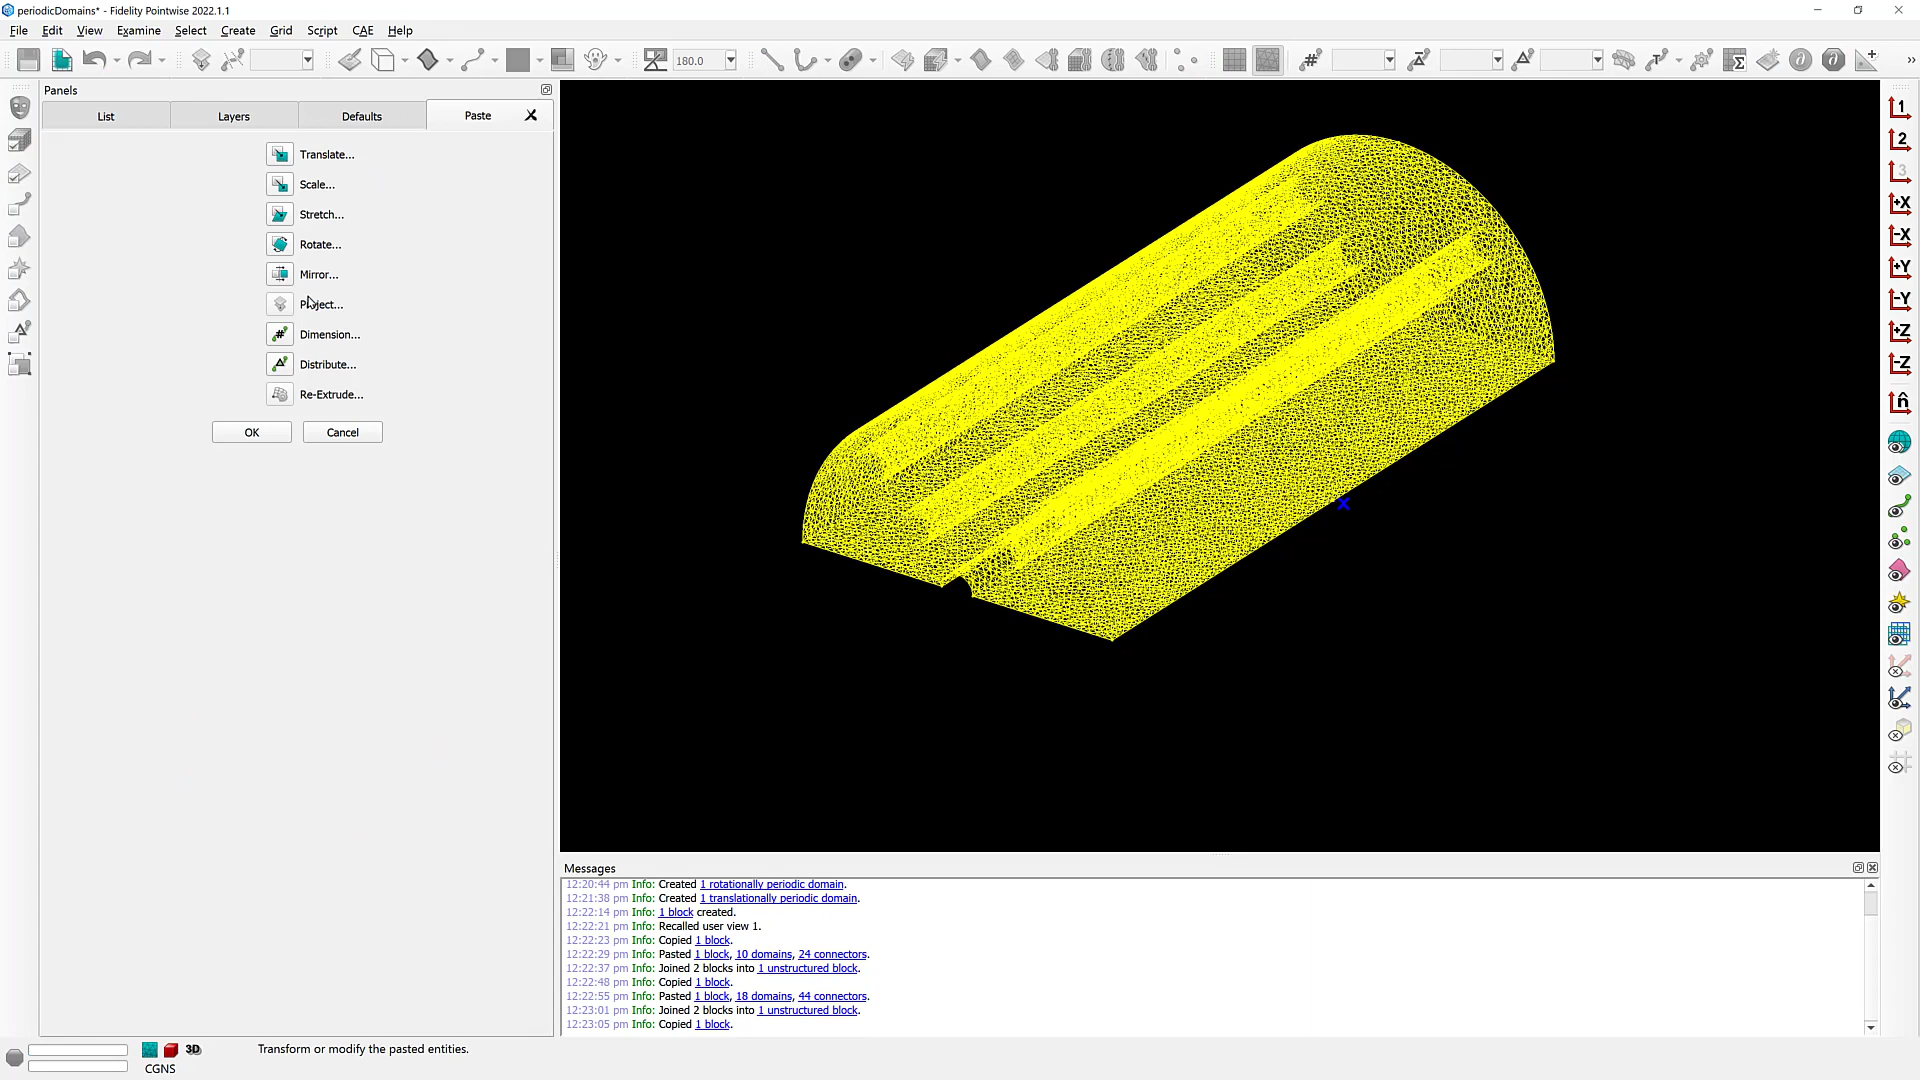 periodicDomains* - Fidelity Pointwise 2022.1.1
File Edit View Examine Select Create Grid Script CAE Help
180.0
Panels
List Layers Defaults Paste
Translate...
Scale...
Stretch...
Rotate...
Mirror...
Project...
Dimension...
Distribute...
Re-Extrude...
OK Cancel
1
2
3
+X
-X
+Y
-Y
+Z
-Z
n̂
Messages
12:20:44 pm Info: Created 1 rotationally periodic domain.
12:21:38 pm Info: Created 1 translationally periodic domain.
12:22:14 pm Info: 1 block created.
12:22:21 pm Info: Recalled user view 1.
12:22:23 pm Info: Copied 1 block.
12:22:29 pm Info: Pasted 1 block, 10 domains, 24 connectors.
12:22:37 pm Info: Joined 2 blocks into 1 unstructured block.
12:22:48 pm Info: Copied 1 block.
12:22:55 pm Info: Pasted 1 block, 18 domains, 44 connectors.
12:23:01 pm Info: Joined 2 blocks into 1 unstructured block.
12:23:05 pm Info: Copied 1 block.
3D
Transform or modify the pasted entities.
CGNS